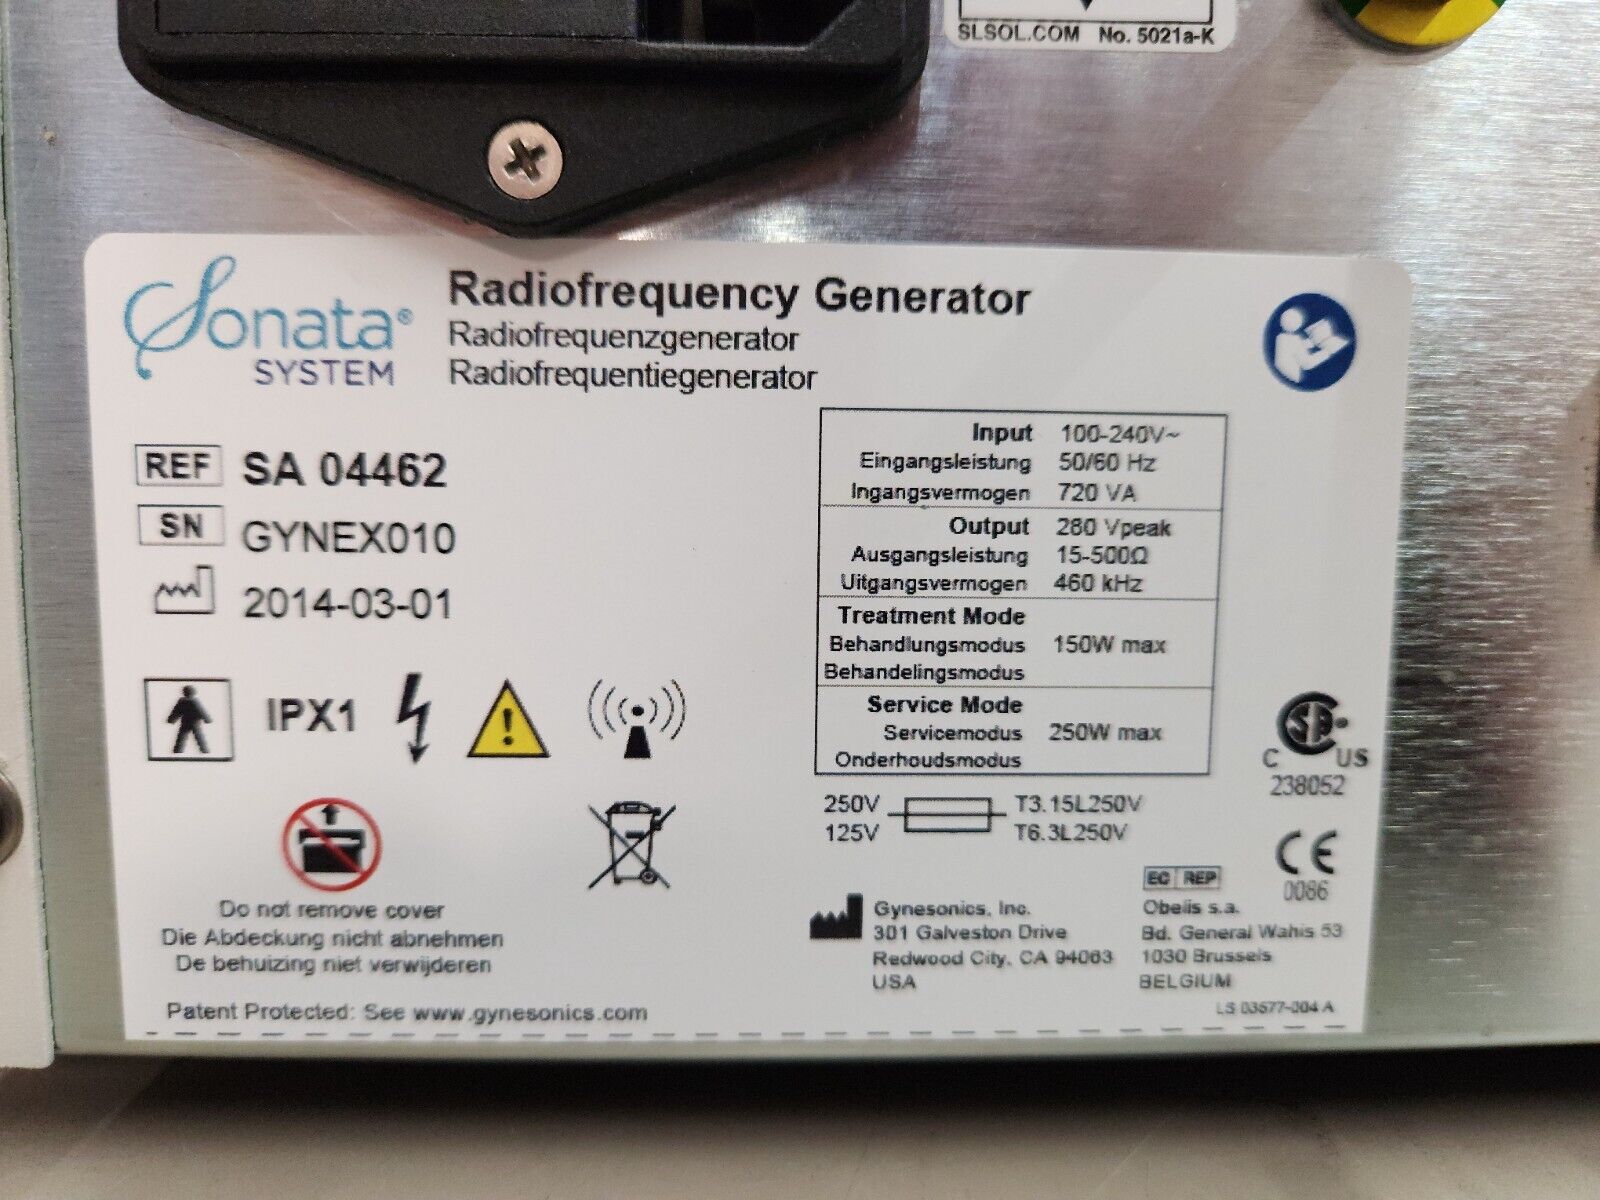 SLSOL.COM No. 5021a-K
Sonata®
SYSTEM
Radiofrequency Generator
Radiofrequenzgenerator
Radiofrequentiegenerator
REF SA 04462
SN GYNEX010
2014-03-01
IPX1
Input 100-240V~
Eingangsleistung 50/60 Hz
Ingangsvermogen 720 VA
Output 280 Vpeak
Ausgangsleistung 15-500Ω
Uitgangsvermogen 460 kHz
Treatment Mode
Behandlungsmodus 150W max
Behandelingsmodus
Service Mode
Servicemodus 250W max
Onderhoudsmodus
250V T3.15L250V
125V T6.3L250V
C US
238052
CE
0086
Do not remove cover
Die Abdeckung nicht abnehmen
De behuizing niet verwijderen
Gynesonics, Inc.
301 Galveston Drive
Redwood City, CA 94063
USA
EC REP
Obelis s.a.
Bd. General Wahis 53
1030 Brussels
BELGIUM
Patent Protected: See www.gynesonics.com
LS 03577-004 A